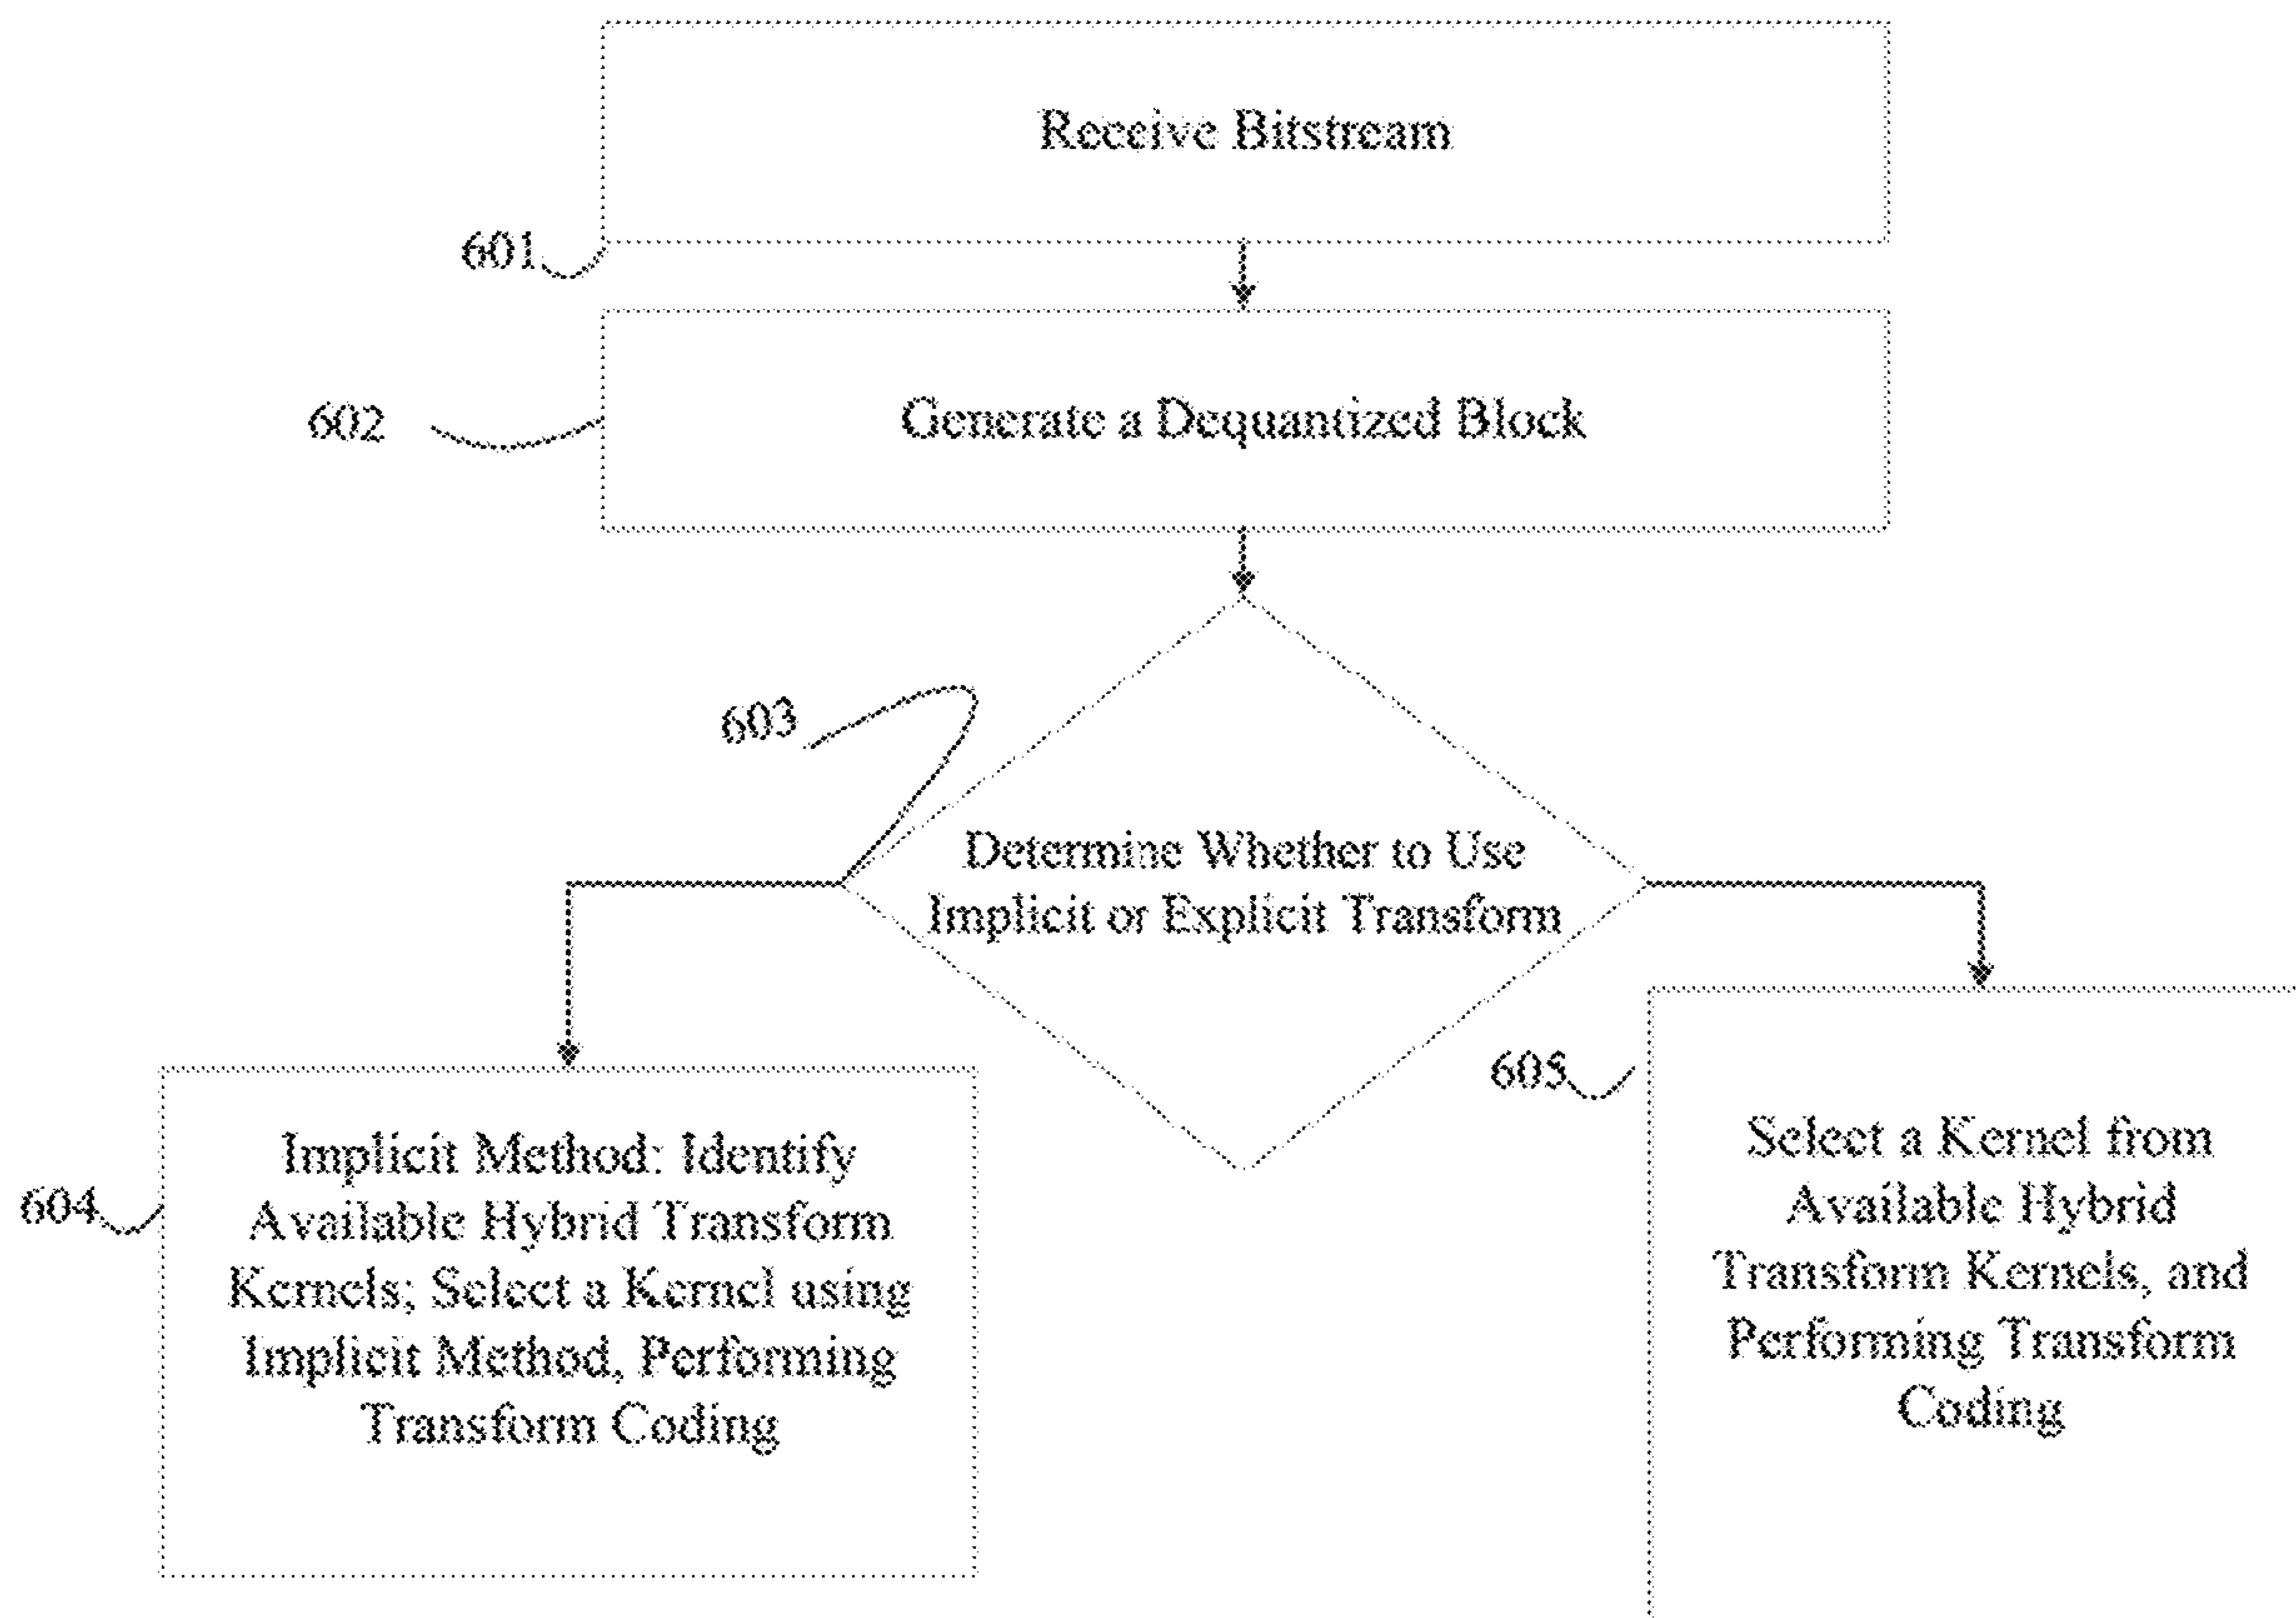 Receive Bitstream
601
Generate a Dequantized Block
602
603
Determine Whether to Use
Implicit or Explicit Transform
604
Implicit Method: Identify
Available Hybrid Transform
Kernels; Select a Kernel using
Implicit Method, Performing
Transform Coding
605
Select a Kernel from
Available Hybrid
Transform Kernels, and
Performing Transform
Coding